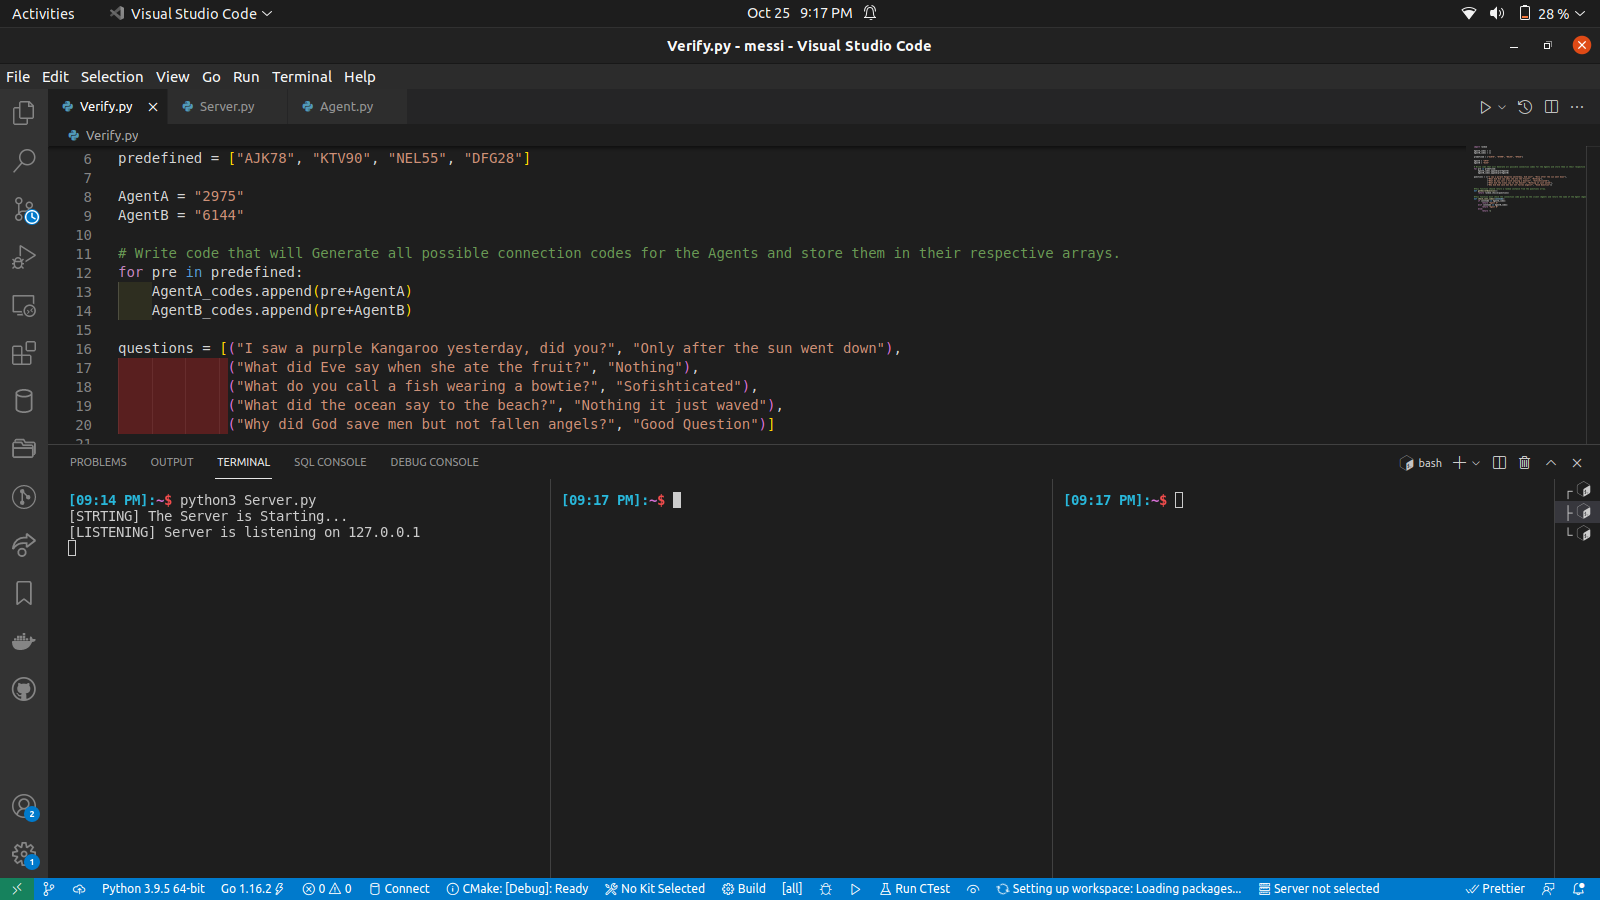 Activities Visual Studio Code Oct 25 9:17 PM 28 %
Verify.py - messi - Visual Studio Code
File Edit Selection View Go Run Terminal Help
Verify.py Server.py Agent.py
Verify.py
6 predefined = ["AJK78", "KTV90", "NEL55", "DFG28"]
7
8 AgentA = "2975"
9 AgentB = "6144"
10
11 # Write code that will Generate all possible connection codes for the Agents and store them in their respective arrays.
12 for pre in predefined:
13 AgentA_codes.append(pre+AgentA)
14 AgentB_codes.append(pre+AgentB)
15
16 questions = [("I saw a purple Kangaroo yesterday, did you?", "Only after the sun went down"),
17 ("What did Eve say when she ate the fruit?", "Nothing"),
18 ("What do you call a fish wearing a bowtie?", "Sofishticated"),
19 ("What did the ocean say to the beach?", "Nothing it just waved"),
20 ("Why did God save men but not fallen angels?", "Good Question")]
21
PROBLEMS OUTPUT TERMINAL SQL CONSOLE DEBUG CONSOLE bash
[09:14 PM]:~$ python3 Server.py
[STRTING] The Server is Starting...
[LISTENING] Server is listening on 127.0.0.1
[09:17 PM]:~$
[09:17 PM]:~$
2
1
Python 3.9.5 64-bit Go 1.16.2 0 0 Connect CMake: [Debug]: Ready No Kit Selected Build [all] Run CTest Setting up workspace: Loading packages... Server not selected Prettier